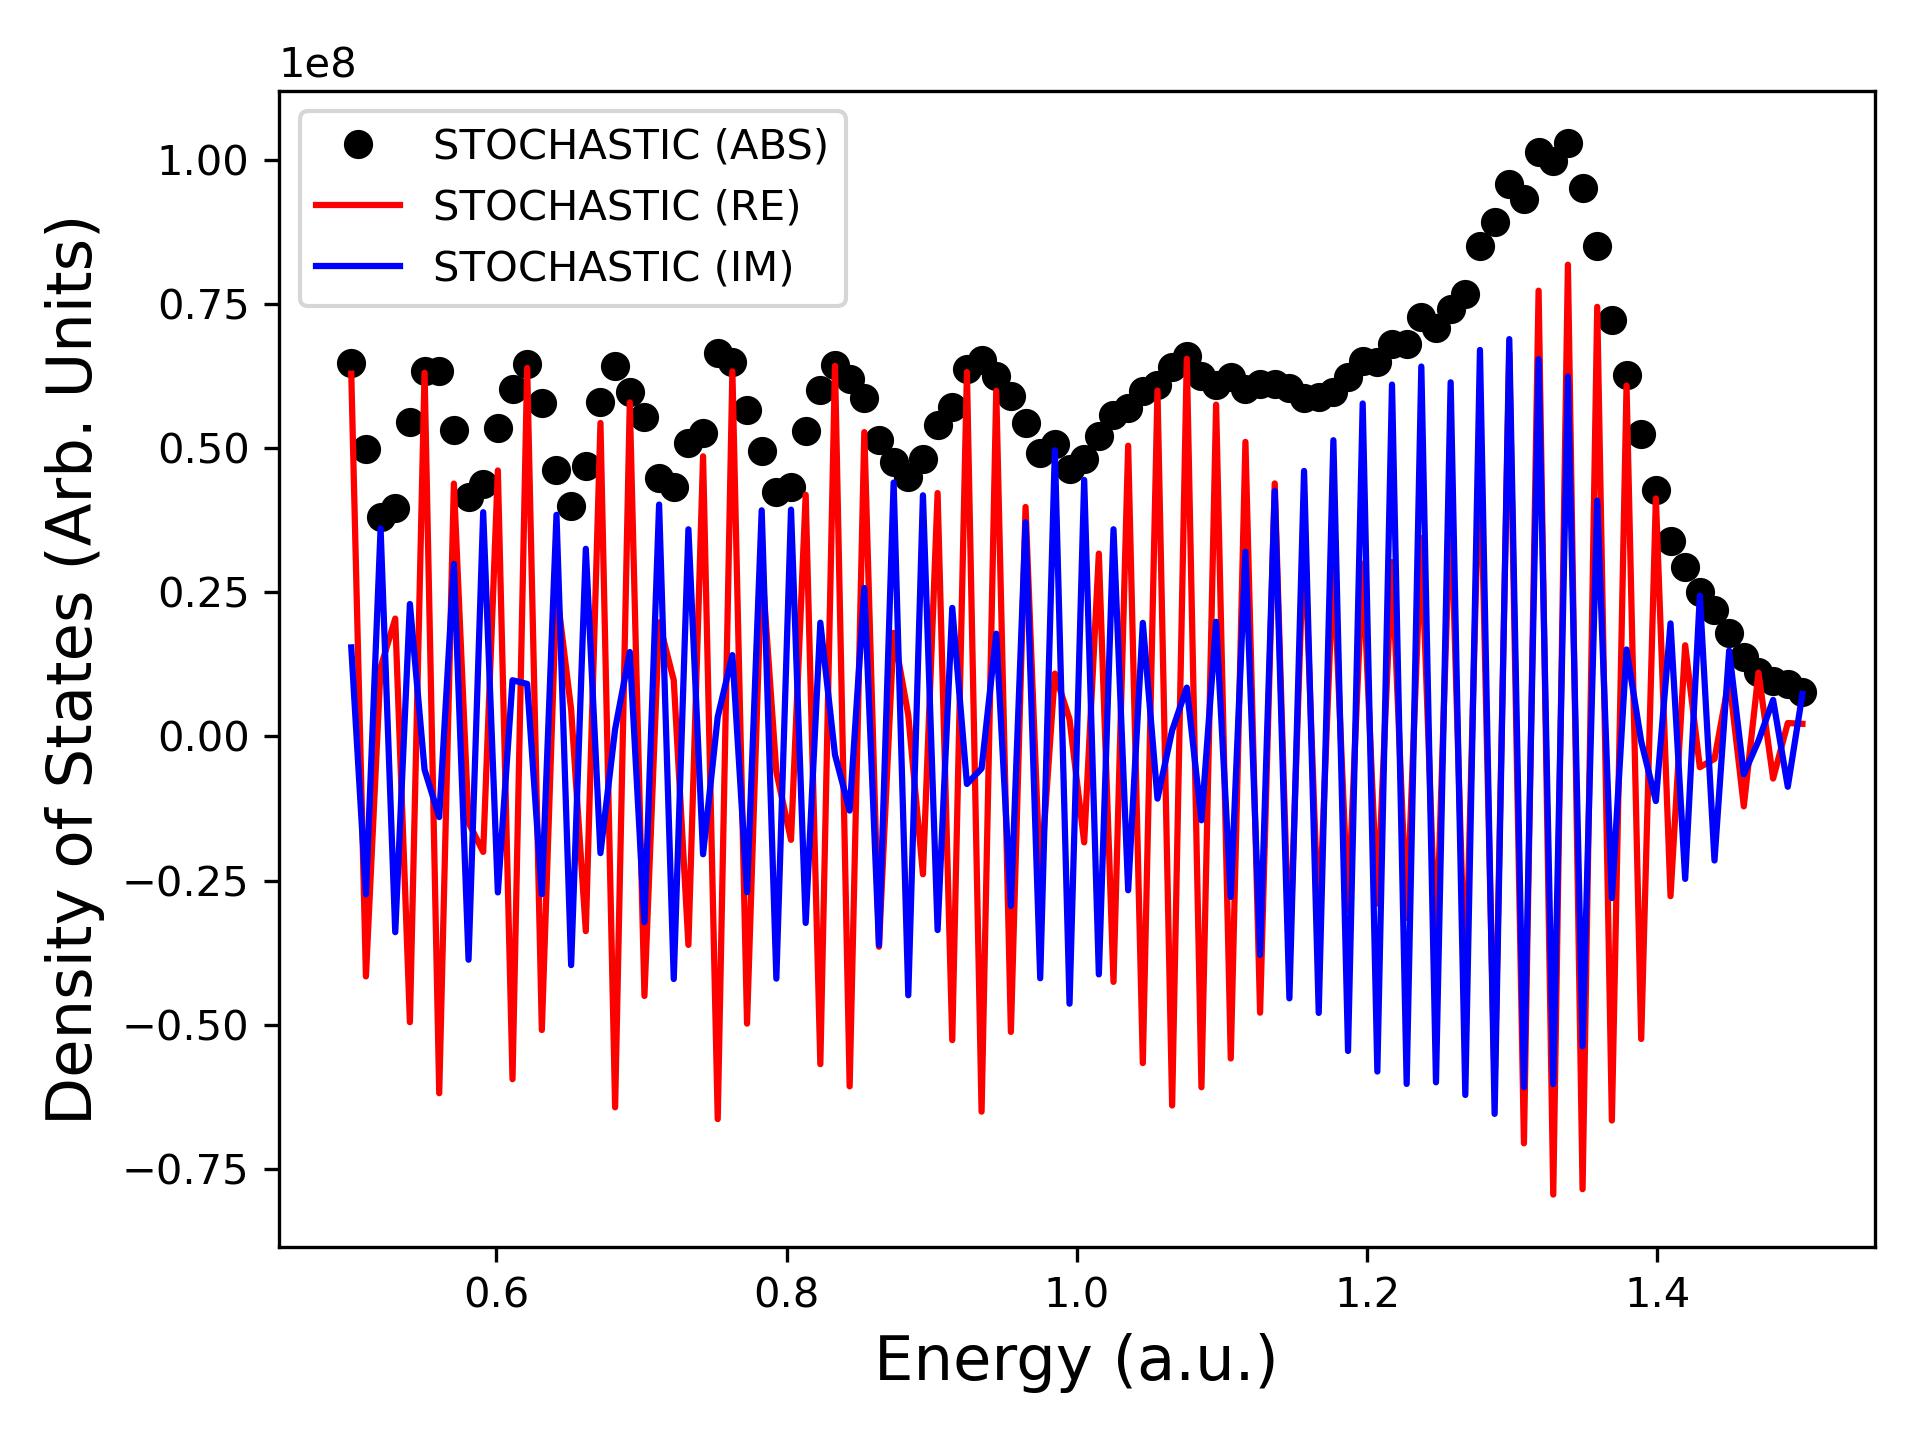 1e8
STOCHASTIC (ABS)
STOCHASTIC (RE)
STOCHASTIC (IM)
Density of States (Arb. Units)
1.00
0.75
0.50
0.25
0.00
−0.25
−0.50
−0.75
0.6 0.8 1.0 1.2 1.4
Energy (a.u.)